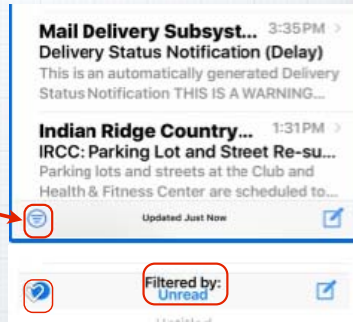 Mail Delivery Subsyst... 3:35PM
Delivery Status Notification (Delay)
This is an automatically generated Delivery
Status Notification THIS IS A WARNING...
Indian Ridge Country... 1:31PM
IRCC: Parking Lot and Street Re-su...
Parking lots and streets at the Club and
Health & Fitness Center are scheduled to...
Updated Just Now
Filtered by:
Unread
Untitled